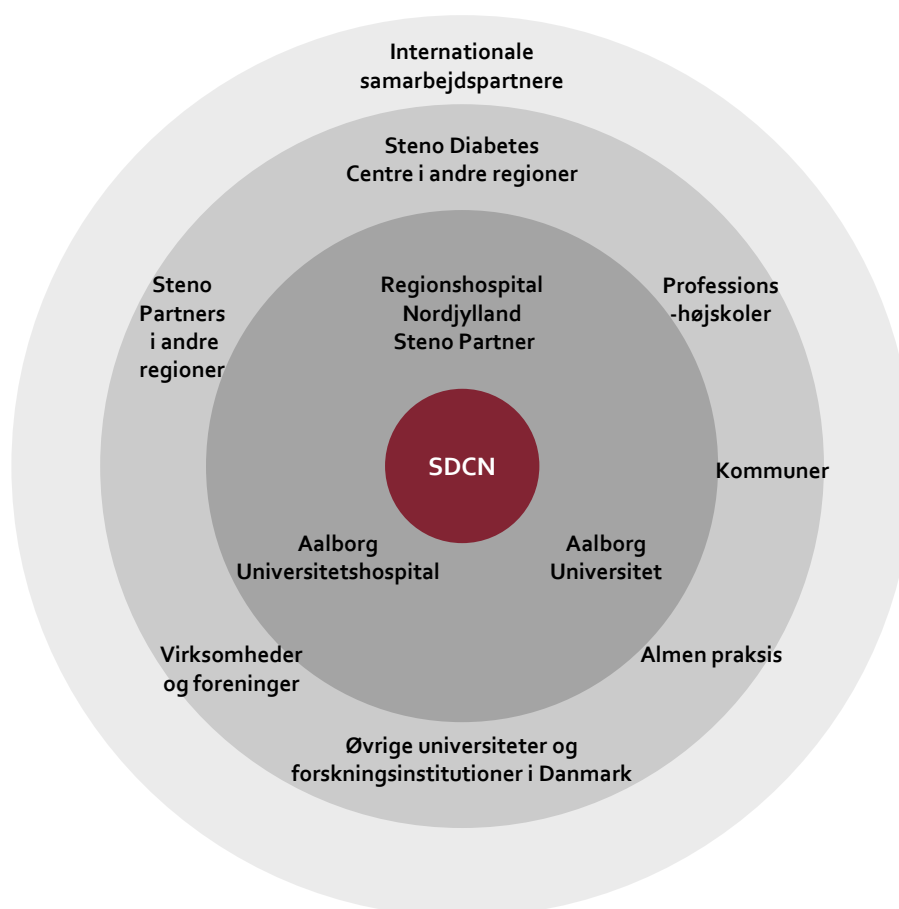 Internationale
samarbejdspartnere
Steno Diabetes
Centre i andre regioner
Steno
Partners
i andre
regioner
Regionshospital
Nordjylland
Steno Partner
Professions
-højskoler
SDCN
Kommuner
Aalborg
Universitetshospital
Aalborg
Universitet
Virksomheder
og foreninger
Almen praksis
Øvrige universiteter og
forskningsinstitutioner i Danmark